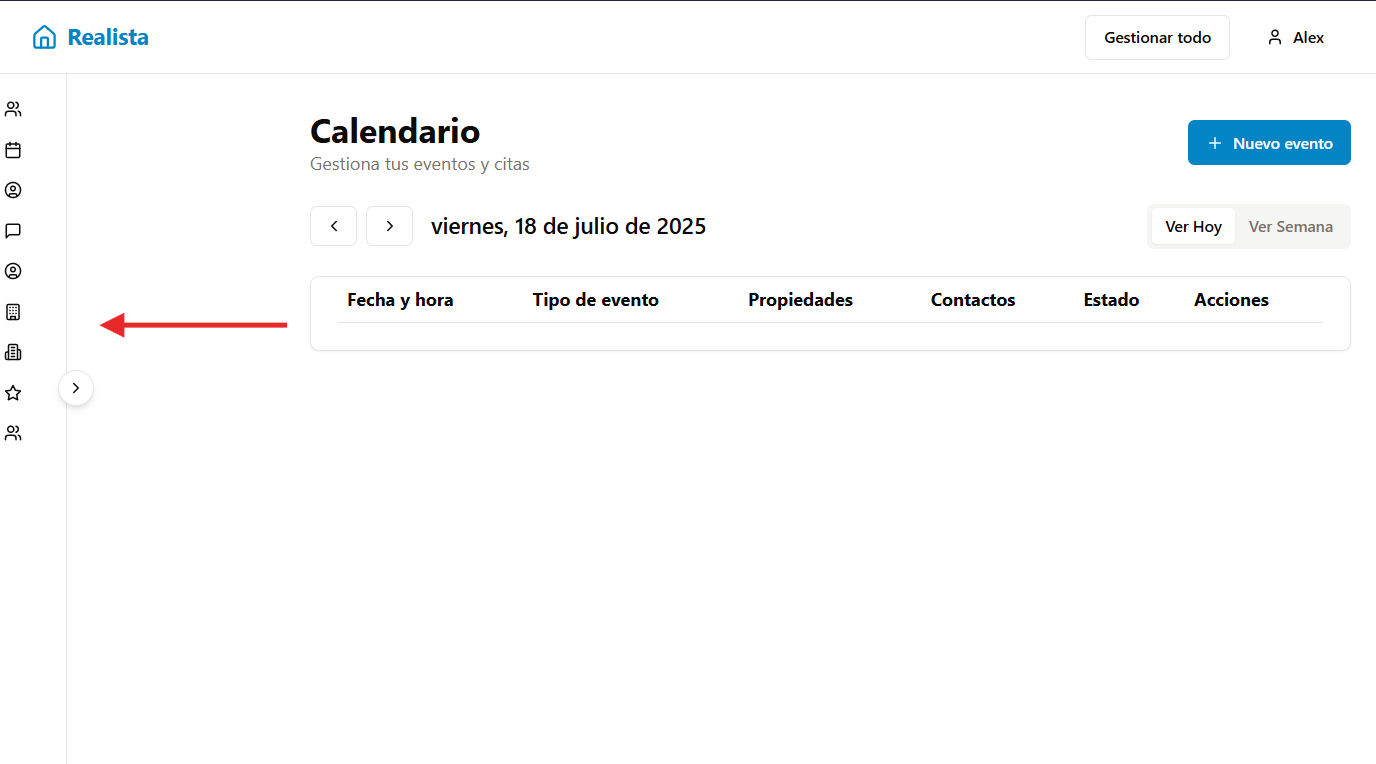 Realista
Gestionar todo
Alex
Calendario
Gestiona tus eventos y citas
Nuevo evento
viernes, 18 de julio de 2025
Ver Hoy
Ver Semana
Fecha y hora Tipo de evento Propiedades Contactos Estado Acciones